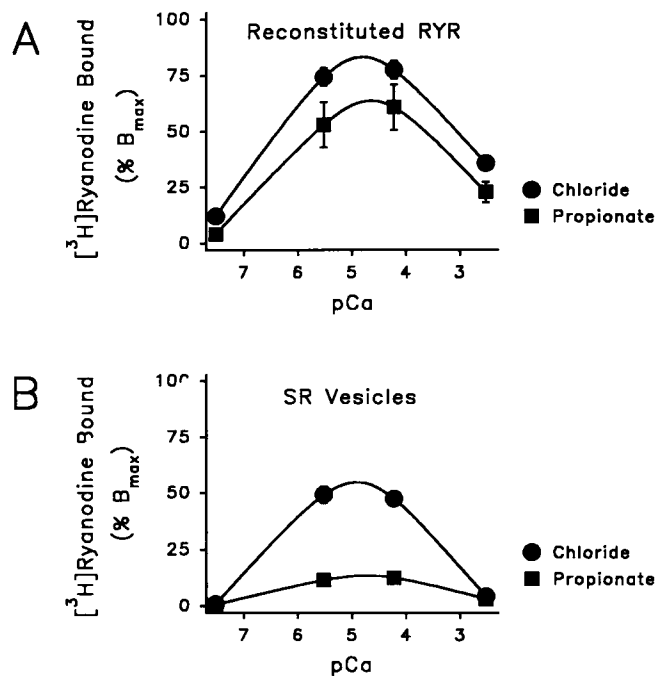 A
Reconstituted RYR
[³H]Ryanodine Bound
(% Bmax)
100
75
50
25
0
7 6 5 4 3
pCa
Chloride
Propionate
B
SR Vesicles
[³H]Ryanodine Bound
(% Bmax)
100
75
50
25
0
7 6 5 4 3
pCa
Chloride
Propionate